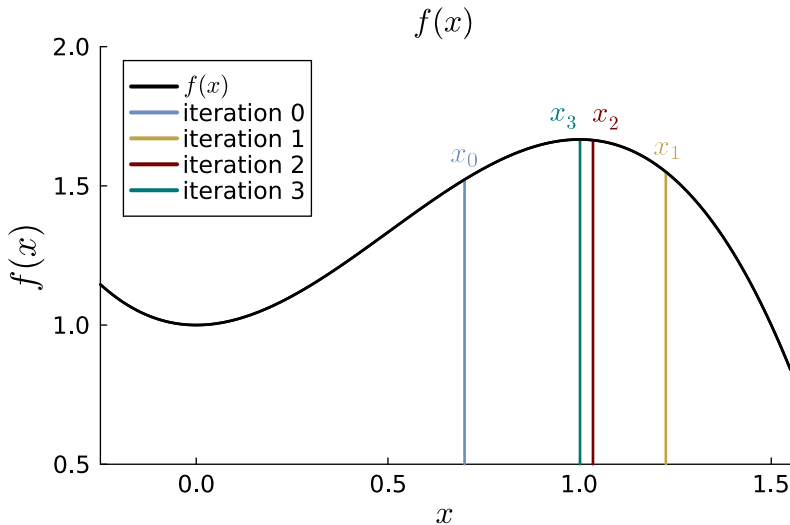 f(x)
2.0
1.5
1.0
0.5
f(x)
f(x)
iteration 0
iteration 1
iteration 2
iteration 3
x₀
x₃
x₂
x₁
0.0
0.5
1.0
1.5
x